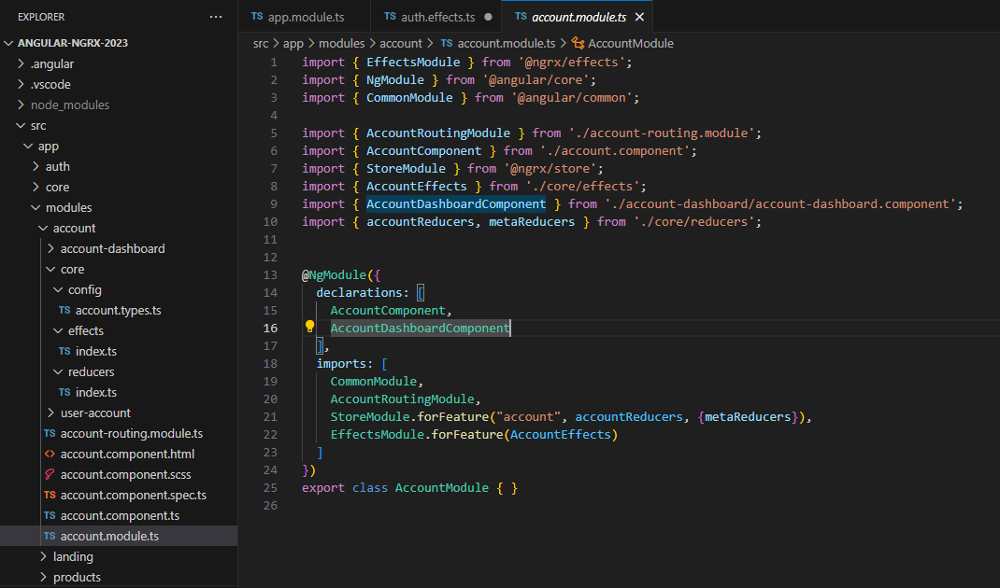 EXPLORER
ANGULAR-NGRX-2023
.angular
.vscode
node_modules
src
app
auth
core
modules
account
account-dashboard
core
config
TS account.types.ts
effects
TS index.ts
reducers
TS index.ts
user-account
TS account-routing.module.ts
<> account.component.html
account.component.scss
TS account.component.spec.ts
TS account.component.ts
TS account.module.ts
landing
products
TS app.module.ts
TS auth.effects.ts
TS account.module.ts
src > app > modules > account > TS account.module.ts > AccountModule
1 import { EffectsModule } from '@ngrx/effects';
2 import { NgModule } from '@angular/core';
3 import { CommonModule } from '@angular/common';
4
5 import { AccountRoutingModule } from './account-routing.module';
6 import { AccountComponent } from './account.component';
7 import { StoreModule } from '@ngrx/store';
8 import { AccountEffects } from './core/effects';
9 import { AccountDashboardComponent } from './account-dashboard/account-dashboard.component';
10 import { accountReducers, metaReducers } from './core/reducers';
11
12
13 @NgModule({
14 declarations: [
15 AccountComponent,
16 AccountDashboardComponent
17 ],
18 imports: [
19 CommonModule,
20 AccountRoutingModule,
21 StoreModule.forFeature("account", accountReducers, {metaReducers}),
22 EffectsModule.forFeature(AccountEffects)
23 ]
24 })
25 export class AccountModule { }
26